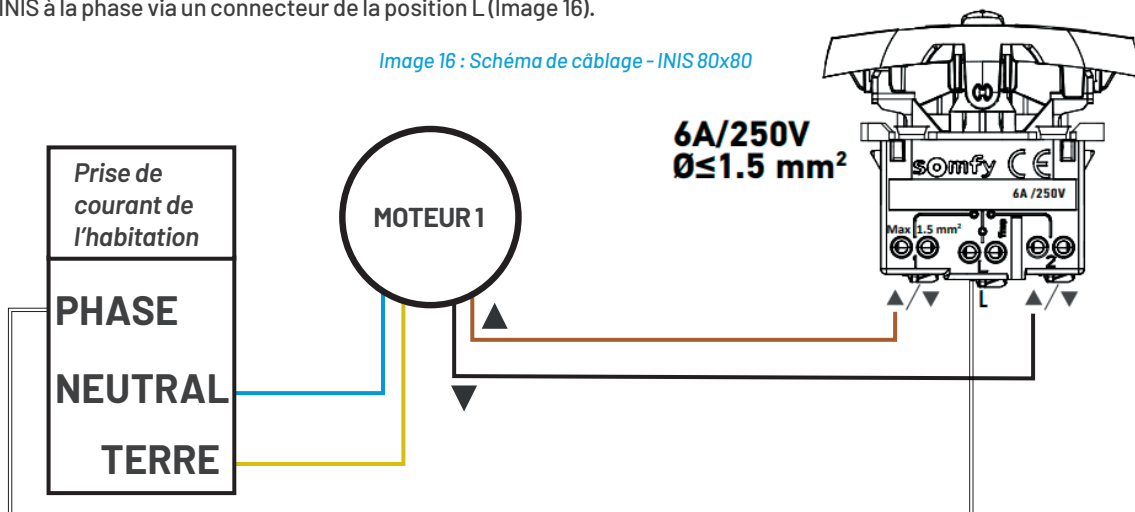 INIS à la phase via un connecteur de la position L (Image 16).
Image 16 : Schéma de câblage - INIS 80x80
6A/250V
Ø≤1.5 mm²
Prise de
courant de
l'habitation
PHASE
NEUTRAL
TERRE
MOTEUR 1
somfy CE
6A /250V
Max 1.5 mm²
1 L 2
▲/▼ L ▲/▼
▲
▼